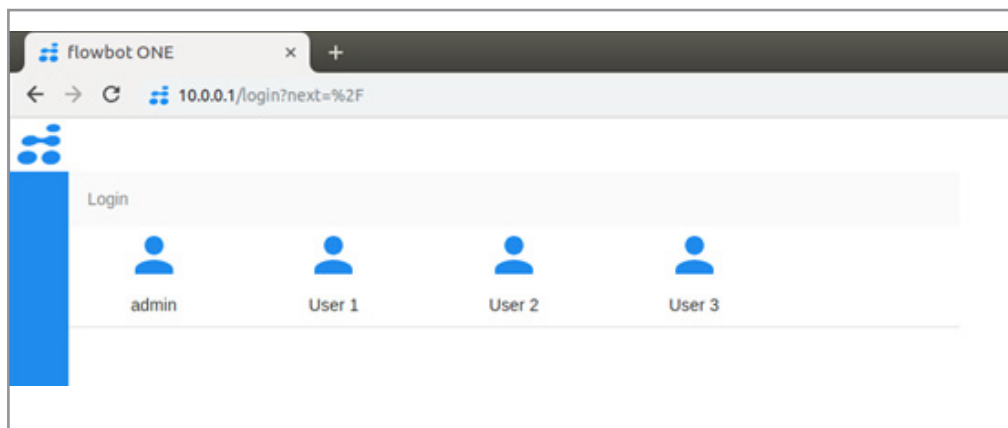 flowbot ONE × +
10.0.0.1/login?next=%2F
Login
admin User 1 User 2 User 3